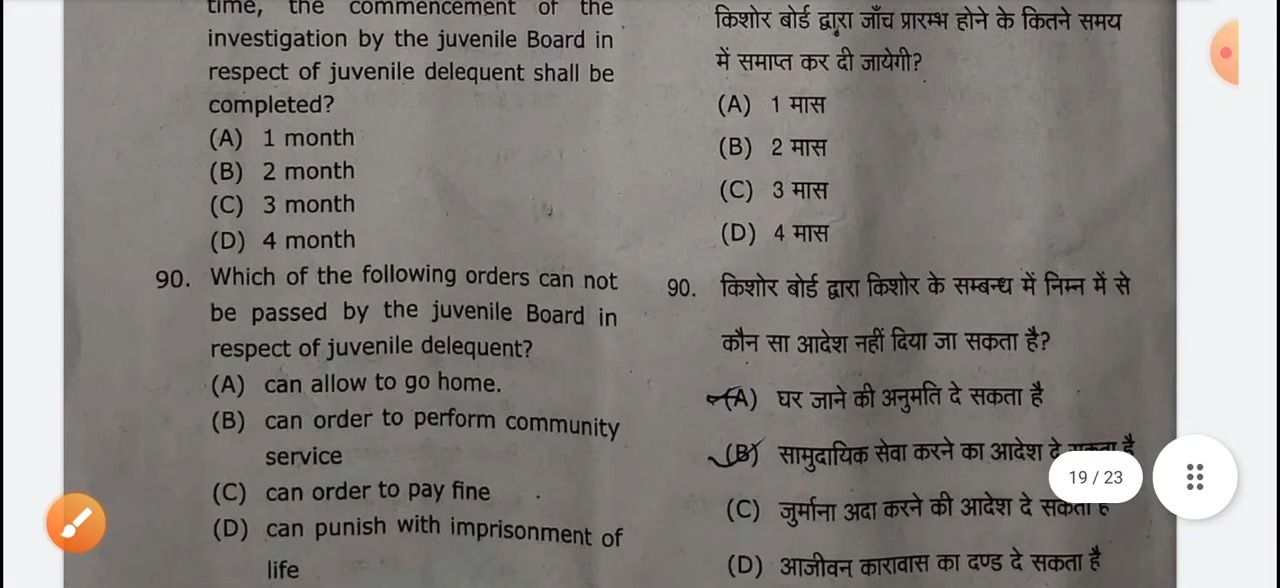 time, the commencement of the
investigation by the juvenile Board in
respect of juvenile delequent shall be
completed?
(A) 1 month
(B) 2 month
(C) 3 month
(D) 4 month
90. Which of the following orders can not
be passed by the juvenile Board in
respect of juvenile delequent?
(A) can allow to go home.
(B) can order to perform community
service
(C) can order to pay fine
(D) can punish with imprisonment of
life
किशोर बोर्ड द्वारा जाँच प्रारम्भ होने के कितने समय
में समाप्त कर दी जायेगी?
(A) 1 मास
(B) 2 मास
(C) 3 मास
(D) 4 मास
90. किशोर बोर्ड द्वारा किशोर के सम्बन्ध में निम्न में से
कौन सा आदेश नहीं दिया जा सकता है?
(A) घर जाने की अनुमति दे सकता है
(B) सामुदायिक सेवा करने का आदेश दे सकता है
(C) जुर्माना अदा करने की आदेश दे सकता है
(D) आजीवन कारावास का दण्ड दे सकता है
19 / 23